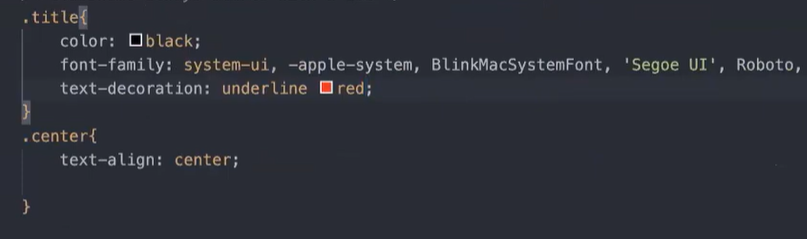 .title{
color: black;
font-family: system-ui, -apple-system, BlinkMacSystemFont, 'Segoe UI', Roboto,
text-decoration: underline red;
}
.center{
text-align: center;
}